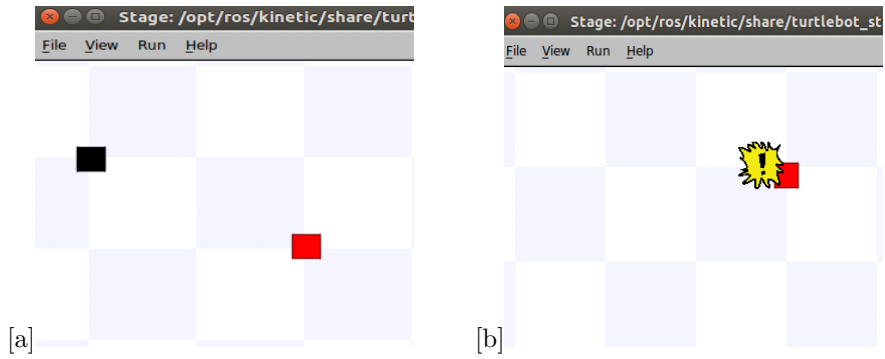 Stage: /opt/ros/kinetic/share/turt
File View Run Help
[a]
Stage: /opt/ros/kinetic/share/turtlebot_st
File View Run Help
!
[b]